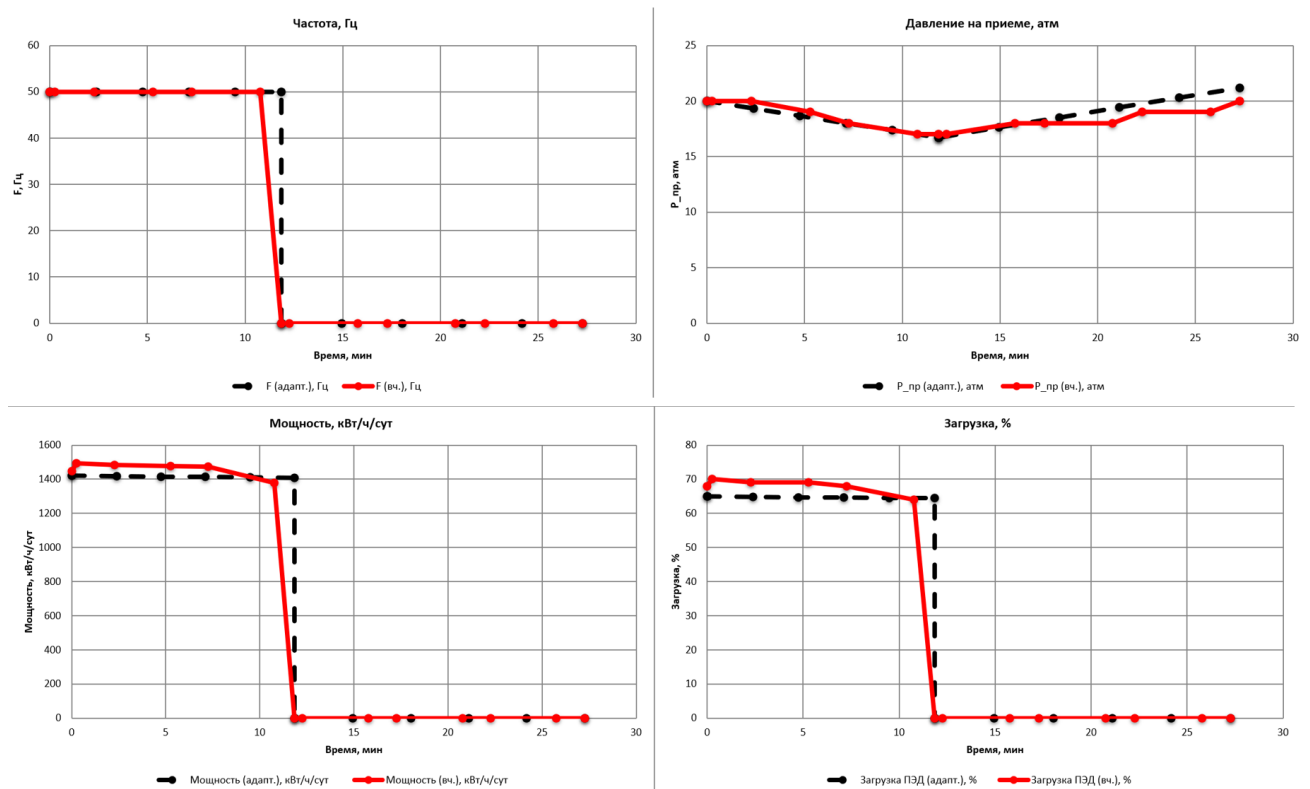 Частота, Гц
60
50
40
30
20
10
0
F, Гц
0 5 10 15 20 25 30
Время, мин
F (адапт.), Гц F (вч.), Гц
Давление на приеме, атм
25
20
15
10
5
0
Р_пр, атм
0 5 10 15 20 25 30
Время, мин
Р_пр (адапт.), атм Р_пр (вч.), атм
Мощность, кВт/ч/сут
1600
1400
1200
1000
800
600
400
200
0
Мощность, кВт/ч/сут
0 5 10 15 20 25 30
Время, мин
Мощность (адапт.), кВт/ч/сут Мощность (вч.), кВт/ч/сут
Загрузка, %
80
70
60
50
40
30
20
10
0
Загрузка, %
0 5 10 15 20 25 30
Время, мин
Загрузка ПЭД (адапт.), % Загрузка ПЭД (вч.), %